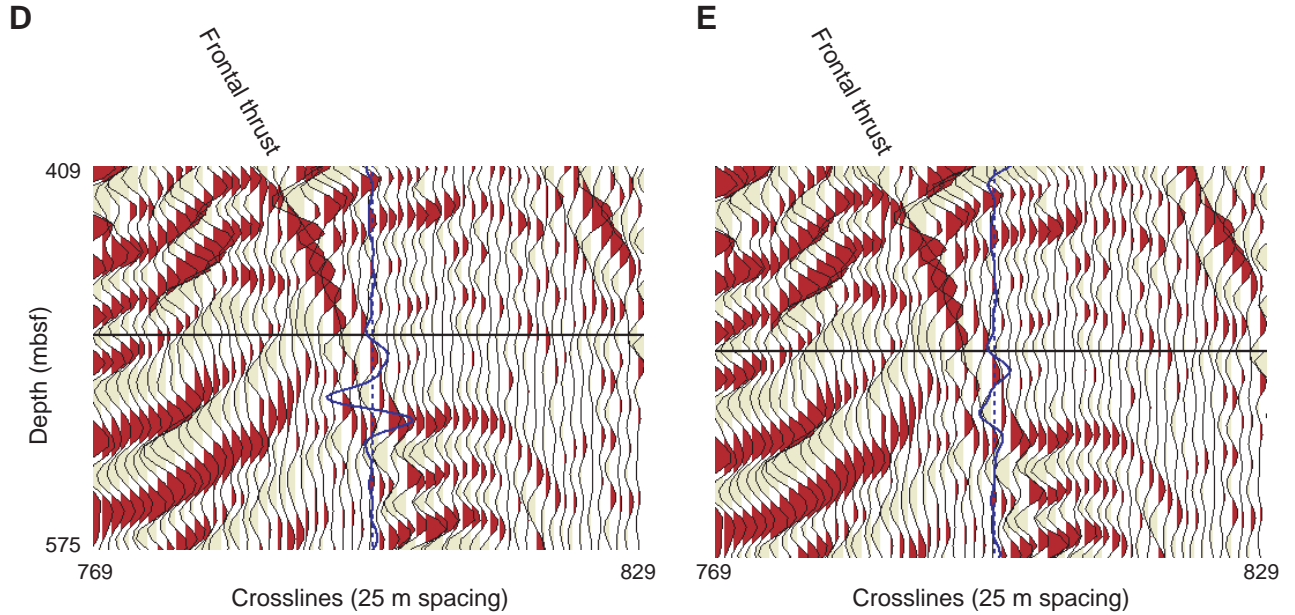 D
E
Frontal thrust
Frontal thrust
409
Depth (mbsf)
575
769
829
769
829
Crosslines (25 m spacing)
Crosslines (25 m spacing)